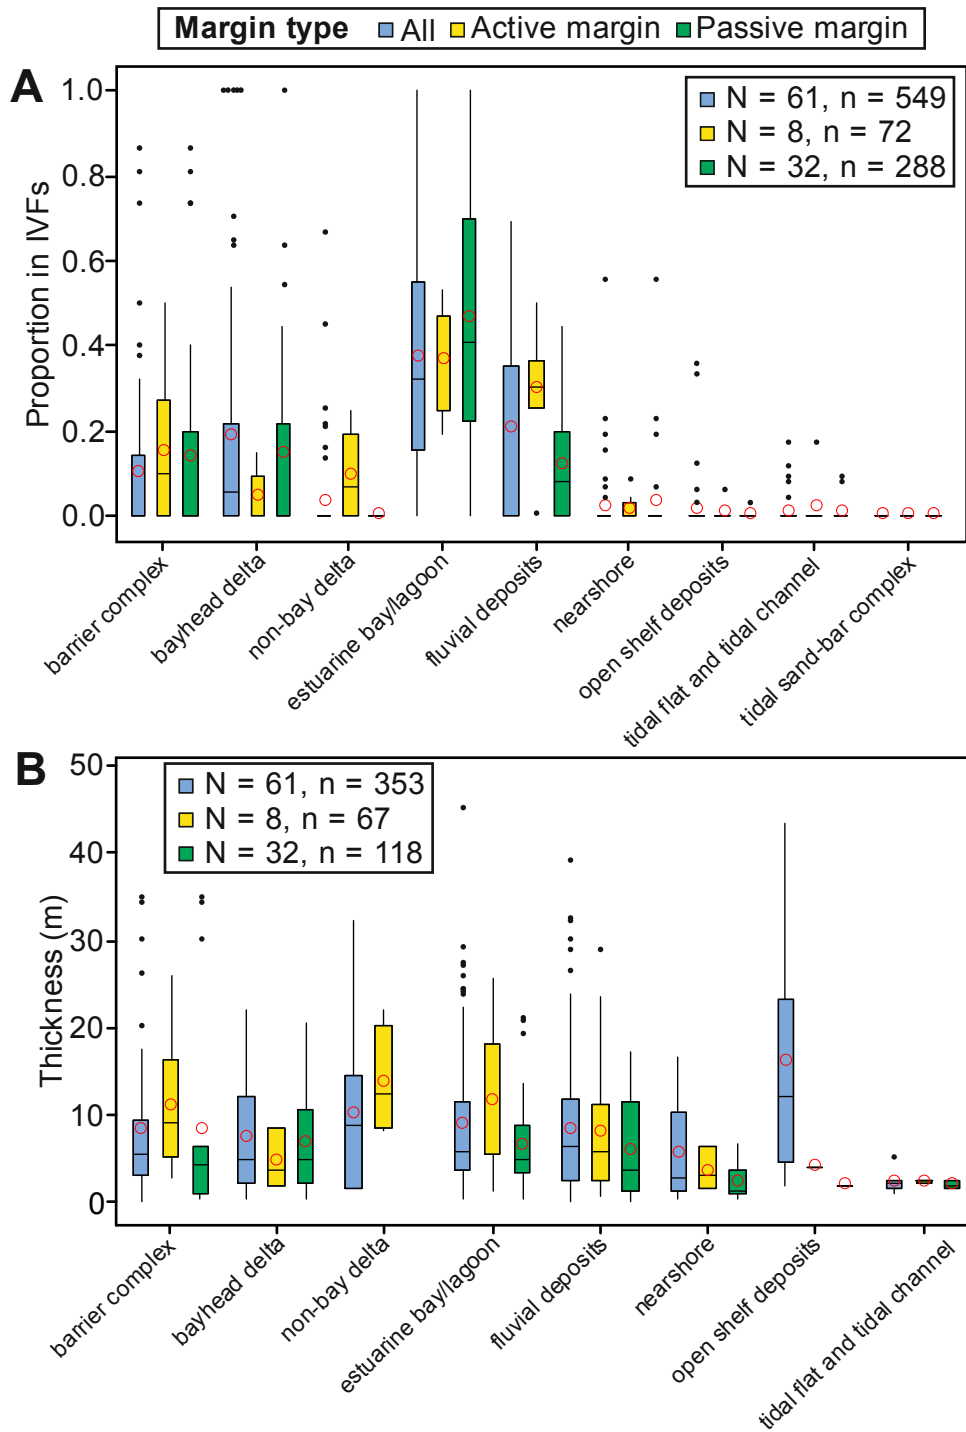 Margin type All Active margin Passive margin
A
Proportion in IVFs
1.0
0.8
0.6
0.4
0.2
0.0
N = 61, n = 549
N = 8, n = 72
N = 32, n = 288
barrier complex
bayhead delta
non-bay delta
estuarine bay/lagoon
fluvial deposits
nearshore
open shelf deposits
tidal flat and tidal channel
tidal sand-bar complex
B
Thickness (m)
50
40
30
20
10
0
N = 61, n = 353
N = 8, n = 67
N = 32, n = 118
barrier complex
bayhead delta
non-bay delta
estuarine bay/lagoon
fluvial deposits
nearshore
open shelf deposits
tidal flat and tidal channel